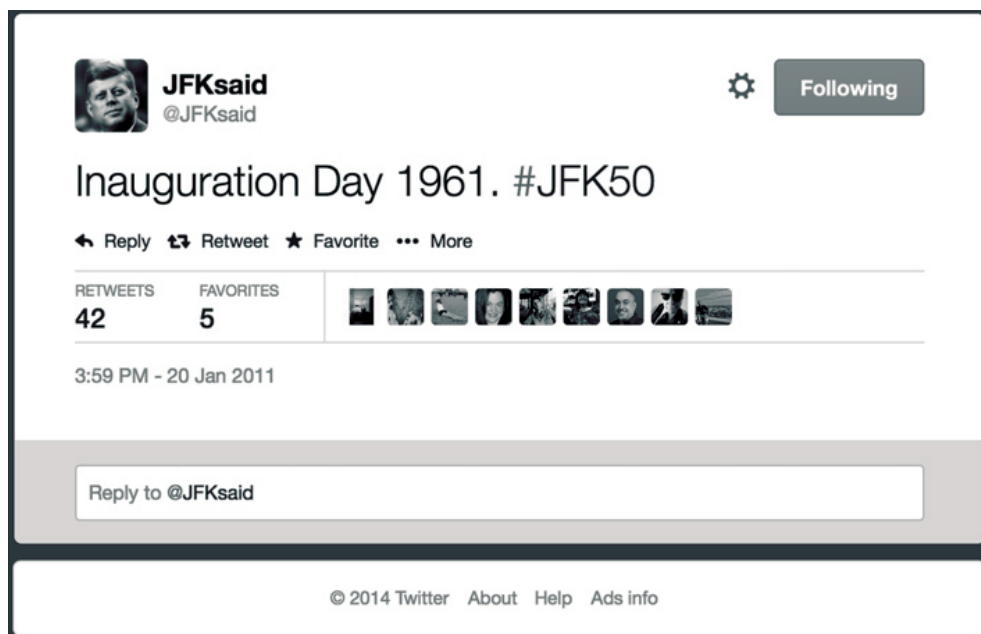 JFKsaid
@JFKsaid
Following
Inauguration Day 1961. #JFK50
Reply Retweet Favorite More
RETWEETS FAVORITES
42 5
3:59 PM - 20 Jan 2011
Reply to @JFKsaid
© 2014 Twitter About Help Ads info